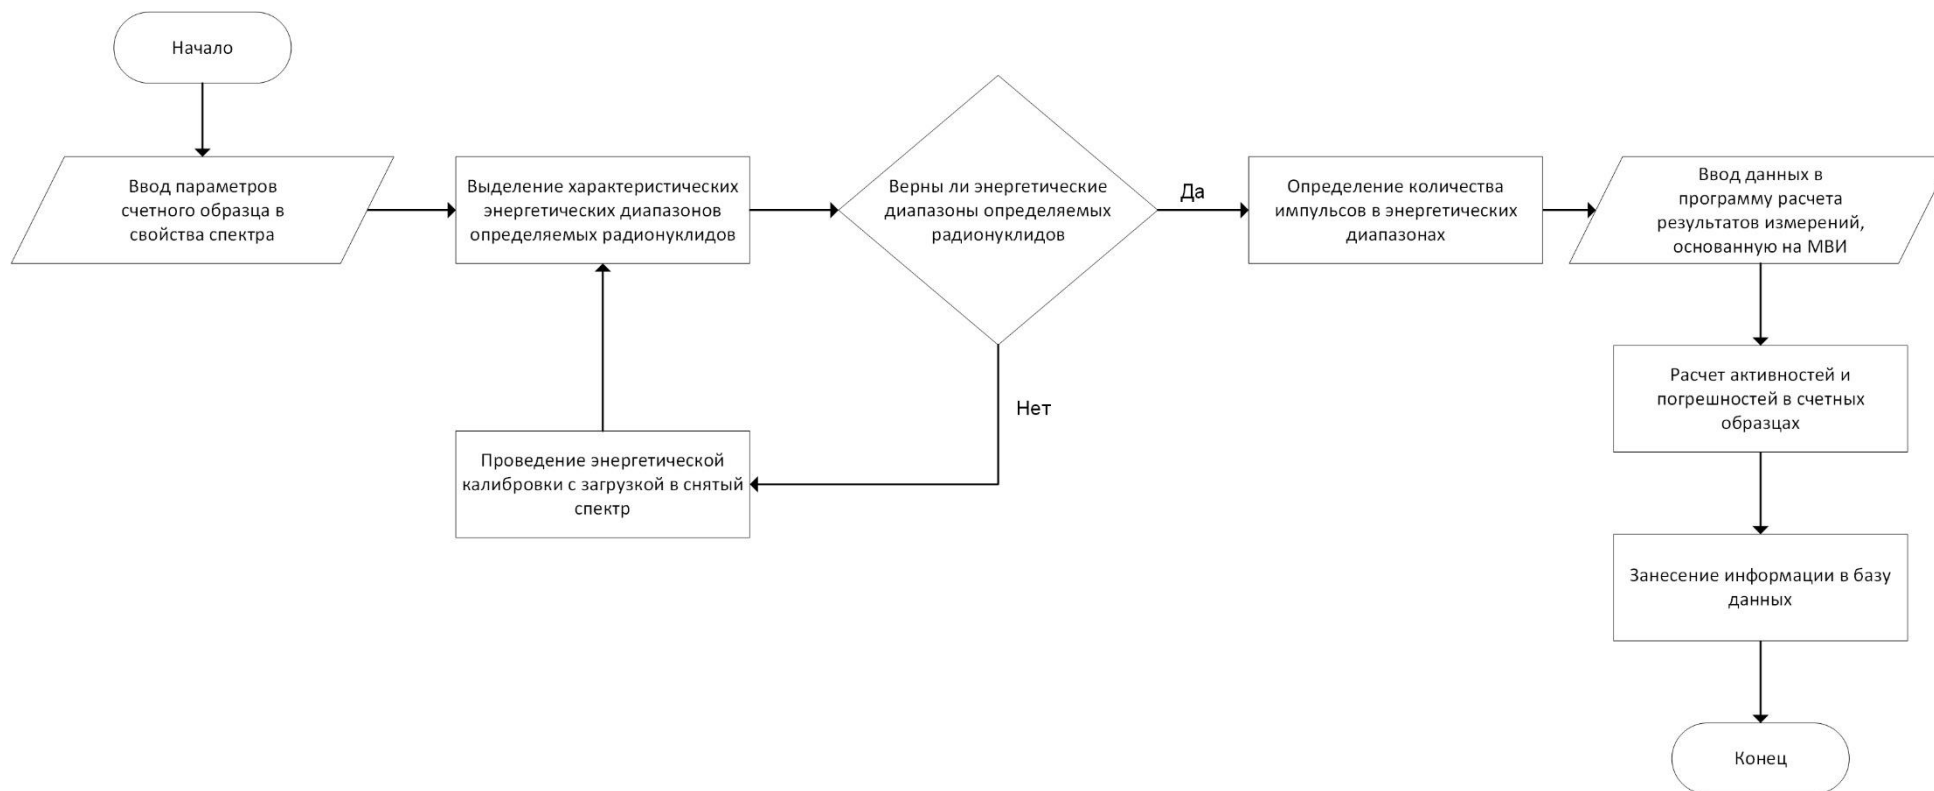 Начало
Ввод параметров
счетного образца в
свойства спектра
Выделение характеристических
энергетических диапазонов
определяемых радионуклидов
Верны ли энергетические
диапазоны определяемых
радионуклидов
Да
Определение количества
импульсов в энергетических
диапазонах
Ввод данных в
программу расчета
результатов измерений,
основанную на МВИ
Нет
Проведение энергетической
калибровки с загрузкой в снятый
спектр
Расчет активностей и
погрешностей в счетных
образцах
Занесение информации в базу
данных
Конец